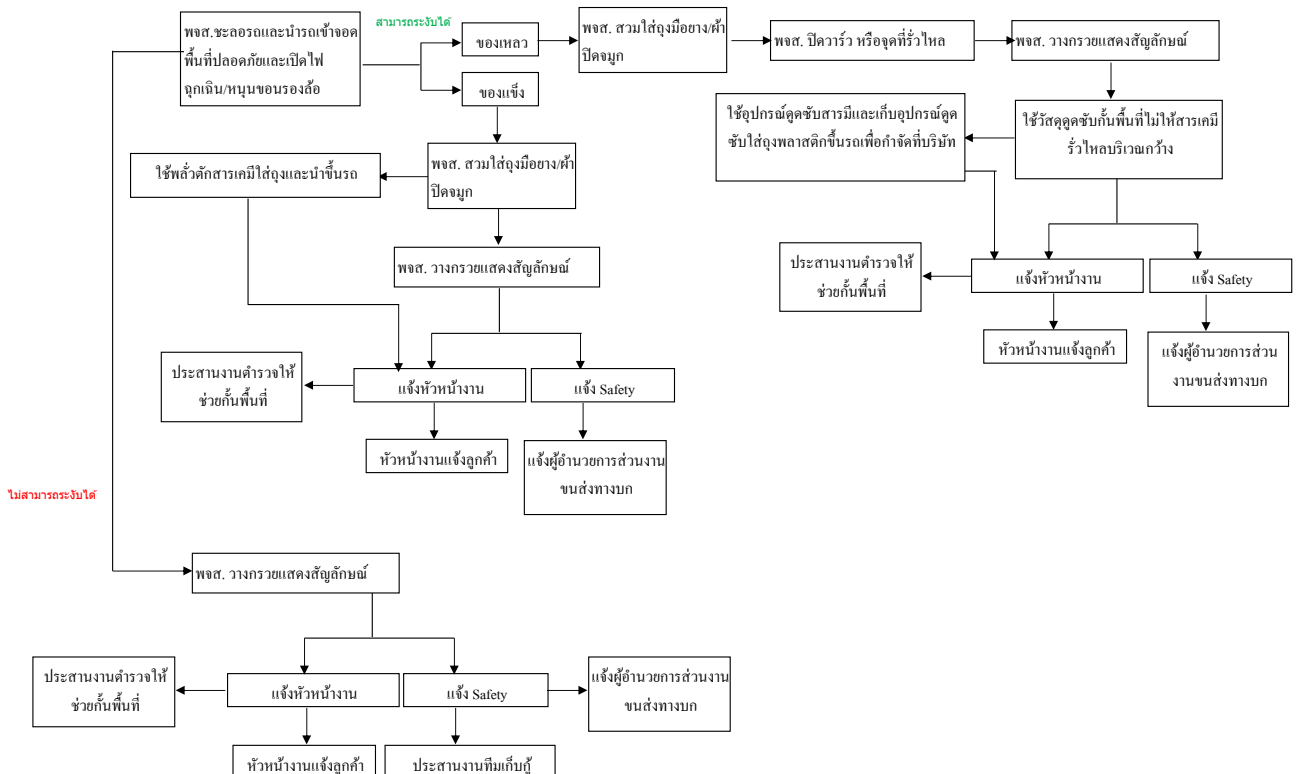 พจส.ชะลอรถและนำรถเข้าจอด
พื้นที่ปลอดภัยและเปิดไฟ
ฉุกเฉิน/หนุนขอนรองล้อ
สามารถระงับได้
ของเหลว
ของแข็ง
พจส. สวมใส่ถุงมือยาง/ผ้า
ปิดจมูก
พจส. ปิดวาร์ว หรือจุดที่รั่วไหล
พจส. วางกรวยแสดงสัญลักษณ์
ใช้อุปกรณ์ดูดซับสารมีและเก็บอุปกรณ์ดูด
ซับใส่ถุงพลาสติกขึ้นรถเพื่อกำจัดที่บริษัท
ใช้วัสดุดูดซับกั้นพื้นที่ไม่ให้สารเคมี
รั่วไหลบริเวณกว้าง
ประสานงานตำรวจให้
ช่วยกั้นพื้นที่
แจ้งหัวหน้างาน
แจ้ง Safety
หัวหน้างานแจ้งลูกค้า
แจ้งผู้อำนวยการส่วน
งานขนส่งทางบก
พจส. สวมใส่ถุงมือยาง/ผ้า
ปิดจมูก
ใช้พลั่วตักสารเคมีใส่ถุงและนำขึ้นรถ
พจส. วางกรวยแสดงสัญลักษณ์
ประสานงานตำรวจให้
ช่วยกั้นพื้นที่
แจ้งหัวหน้างาน
แจ้ง Safety
หัวหน้างานแจ้งลูกค้า
แจ้งผู้อำนวยการส่วนงาน
ขนส่งทางบก
ไม่สามารถระงับได้
พจส. วางกรวยแสดงสัญลักษณ์
ประสานงานตำรวจให้
ช่วยกั้นพื้นที่
แจ้งหัวหน้างาน
แจ้ง Safety
แจ้งผู้อำนวยการส่วนงาน
ขนส่งทางบก
หัวหน้างานแจ้งลูกค้า
ประสานงานทีมเก็บกู้